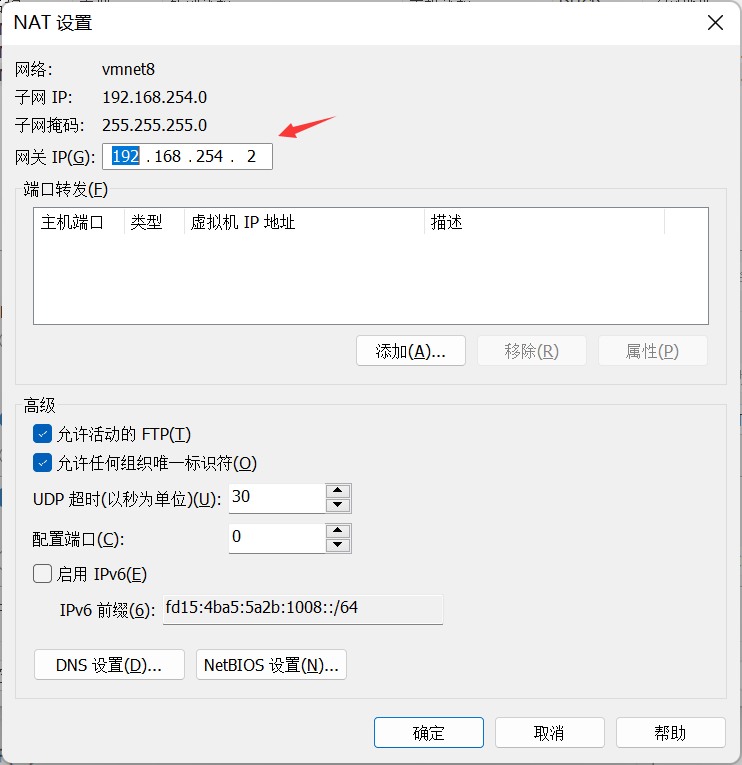 NAT 设置
网络: vmnet8
子网 IP: 192.168.254.0
子网掩码: 255.255.255.0
网关 IP(G): 192 . 168 . 254 . 2
端口转发(F)
主机端口 类型 虚拟机 IP 地址 描述
添加(A)... 移除(R) 属性(P)
高级
允许活动的 FTP(T)
允许任何组织唯一标识符(O)
UDP 超时(以秒为单位)(U): 30
配置端口(C): 0
启用 IPv6(E)
IPv6 前缀(6): fd15:4ba5:5a2b:1008::/64
DNS 设置(D)... NetBIOS 设置(N)...
确定 取消 帮助